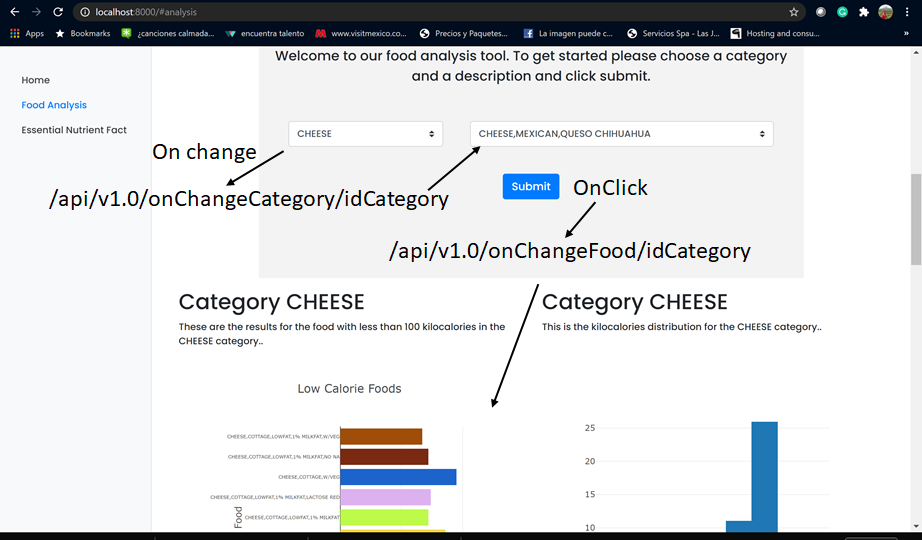 localhost:8000/#analysis
Apps
Bookmarks
¿canciones calmada...
encuentra talento
www.visitmexico.co...
Precios y Paquetes...
La imagen puede c...
Servicios Spa - Las J...
Hosting and consu...
»
Home
Food Analysis
Essential Nutrient Fact
Welcome to our food analysis tool. To get started please choose a category
and a description and click submit.
CHEESE
CHEESE,MEXICAN,QUESO CHIHUAHUA
On change
/api/v1.0/onChangeCategory/idCategory
Submit
OnClick
/api/v1.0/onChangeFood/idCategory
Category CHEESE
These are the results for the food with less than 100 kilocalories in the
CHEESE category..
Category CHEESE
This is the kilocalories distribution for the CHEESE category..
Low Calorie Foods
CHEESE,COTTAGE,LOWFAT,1% MILKFAT,W/VEG
CHEESE,COTTAGE,LOWFAT,1% MILKFAT,NO NA
CHEESE,COTTAGE,W/VEG
CHEESE,COTTAGE,LOWFAT,1% MILKFAT,LACTOSE RED
CHEESE,COTTAGE,LOWFAT,1% MILKFAT
Food
25
20
15
10